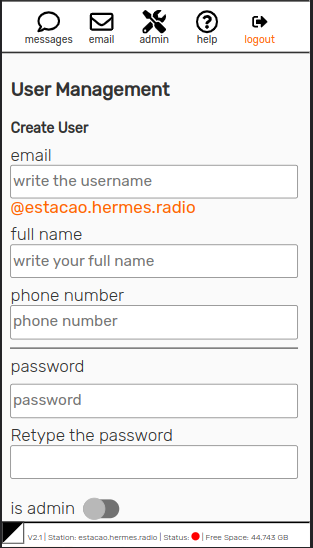 messages email admin help logout
User Management
Create User
email
write the username
@estacao.hermes.radio
full name
write your full name
phone number
phone number
password
password
Retype the password
is admin
V2.1 | Station: estacao.hermes.radio | Status: | Free Space: 44.743 GB